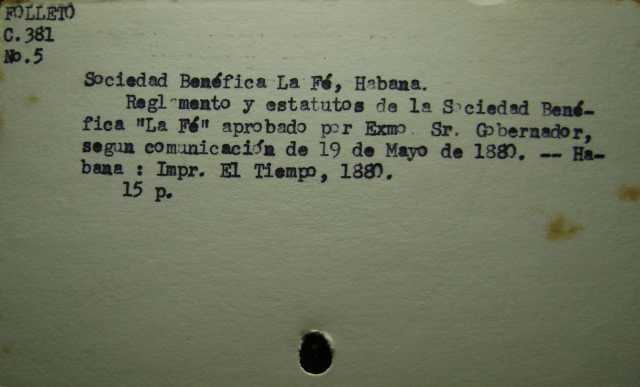 FOLLETO
C.381
No.5
Sociedad Benéfica La Fé, Habana.
Reglamento y estatutos de la Sociedad Bené-
fica "La Fé" aprobado por Exmo. Sr. Gobernador,
segun comunicación de 19 de Mayo de 1880. -- Ha-
bana : Impr. El Tiempo, 1880.
15 p.